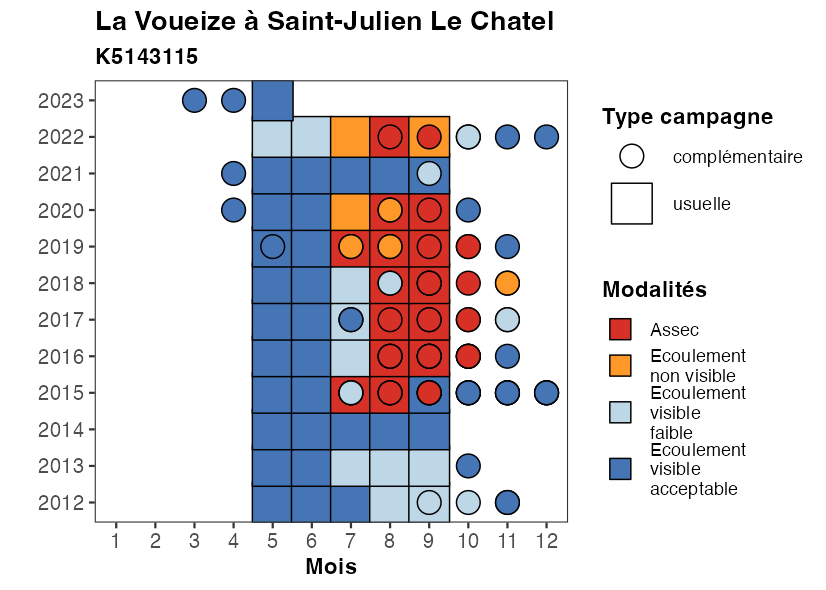 La Voueize à Saint-Julien Le Chatel
K5143115
2023
2022
2021
2020
2019
2018
2017
2016
2015
2014
2013
2012
1 2 3 4 5 6 7 8 9 10 11 12
Mois
Type campagne
complémentaire
usuelle
Modalités
Assec
Ecoulement
non visible
Ecoulement
visible
faible
Ecoulement
visible
acceptable